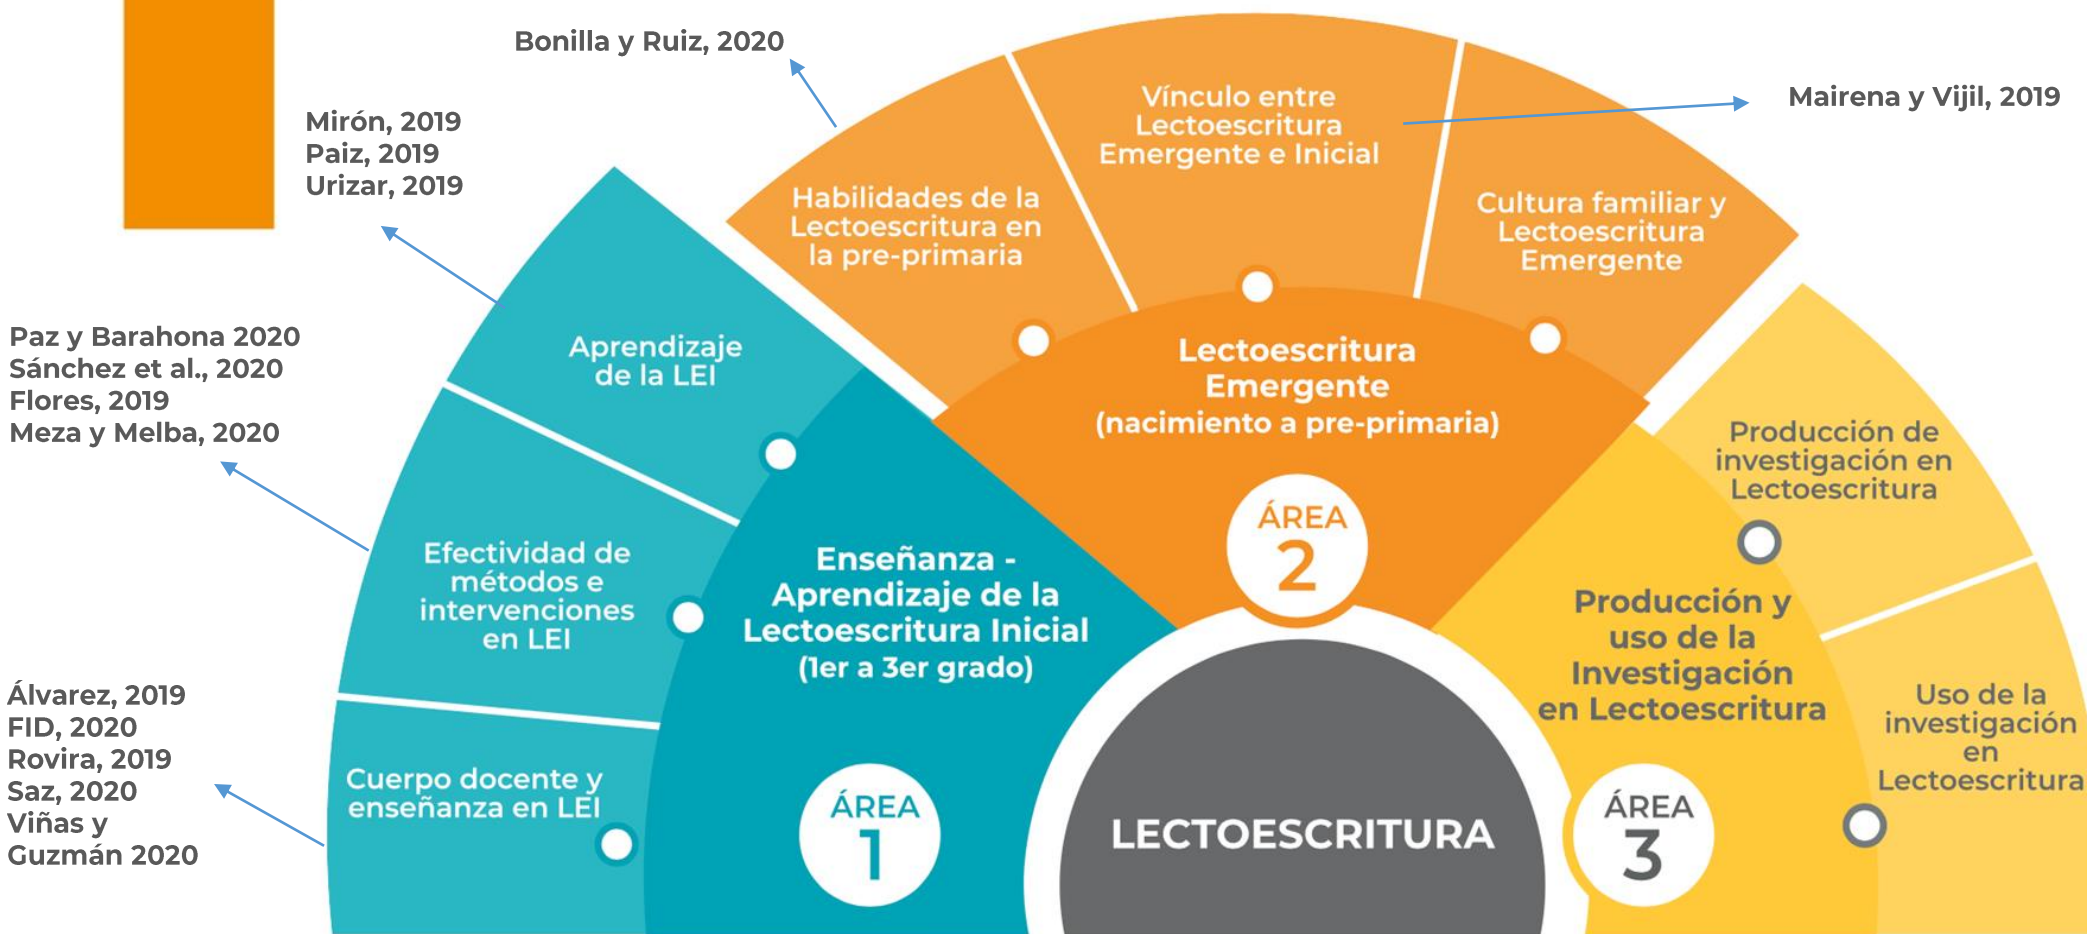 Bonilla y Ruiz, 2020
Mairena y Vijil, 2019
Mirón, 2019
Paiz, 2019
Urizar, 2019
Paz y Barahona 2020
Sánchez et al., 2020
Flores, 2019
Meza y Melba, 2020
Álvarez, 2019
FID, 2020
Rovira, 2019
Saz, 2020
Viñas y
Guzmán 2020
Aprendizaje
de la LEI
Efectividad de
métodos e
intervenciones
en LEI
Cuerpo docente y
enseñanza en LEI
Enseñanza -
Aprendizaje de la
Lectoescritura Inicial
(1er a 3er grado)
ÁREA
1
Habilidades de la
Lectoescritura en
la pre-primaria
Vínculo entre
Lectoescritura
Emergente e Inicial
Cultura familiar y
Lectoescritura
Emergente
Lectoescritura
Emergente
(nacimiento a pre-primaria)
ÁREA
2
Producción de
investigación en
Lectoescritura
Uso de la
investigación
en
Lectoescritura
Producción y
uso de la
Investigación
en Lectoescritura
ÁREA
3
LECTOESCRITURA